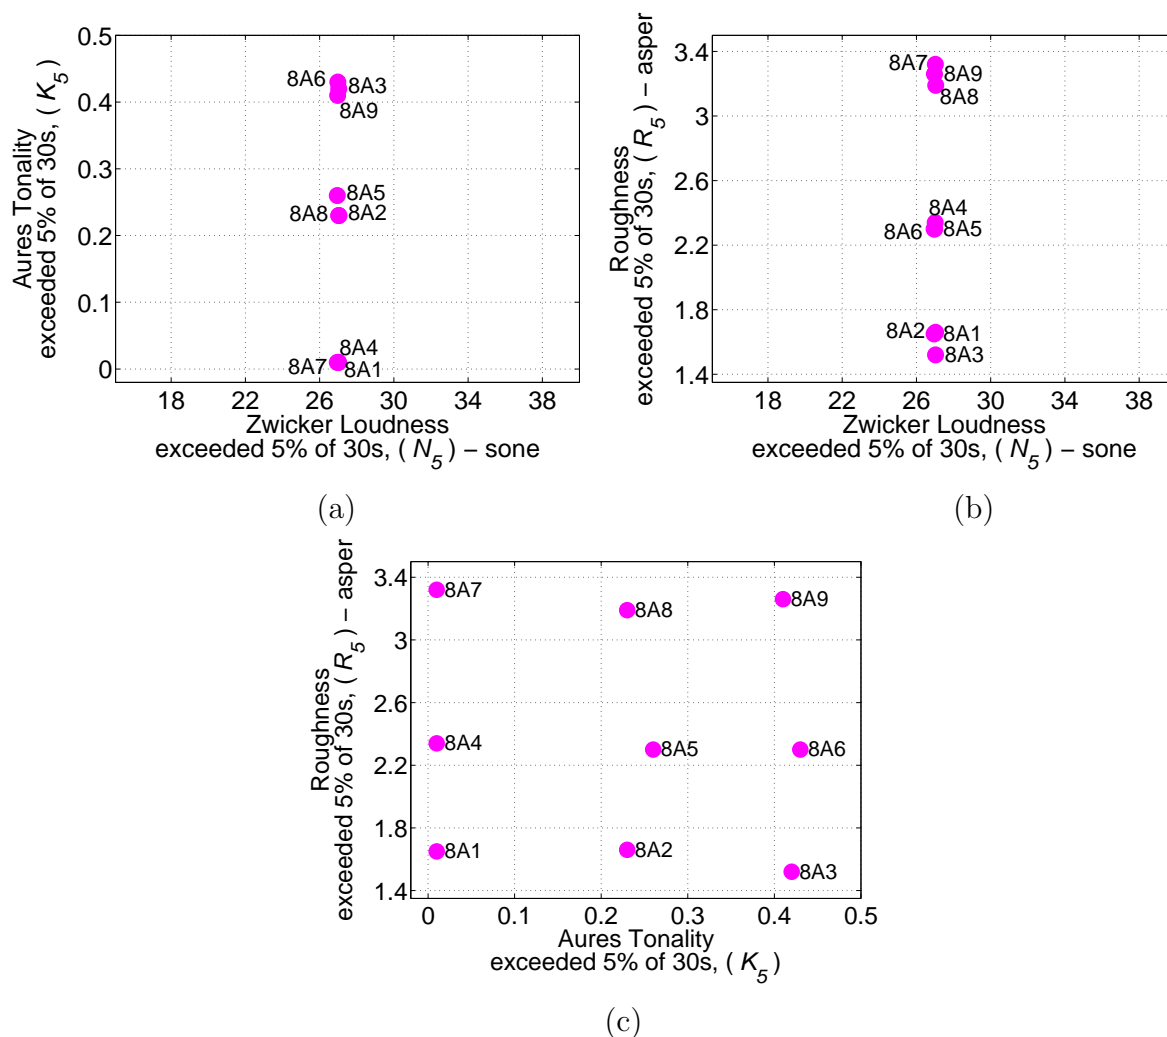 0.5
0.4
0.3
0.2
0.1
0
Aures Tonality
exceeded 5% of 30s, ( K_5 )
8A6
8A3
8A9
8A5
8A8
8A2
8A4
8A7
8A1
18 22 26 30 34 38
Zwicker Loudness
exceeded 5% of 30s, ( N_5 ) − sone
(a)
3.4
3
2.6
2.2
1.8
1.4
Roughness
exceeded 5% of 30s, ( R_5 ) − asper
8A7
8A9
8A8
8A4
8A6
8A5
8A2
8A1
8A3
18 22 26 30 34 38
Zwicker Loudness
exceeded 5% of 30s, ( N_5 ) − sone
(b)
3.4
3
2.6
2.2
1.8
1.4
Roughness
exceeded 5% of 30s, ( R_5 ) − asper
8A7
8A8
8A9
8A4
8A5
8A6
8A1
8A2
8A3
0 0.1 0.2 0.3 0.4 0.5
Aures Tonality
exceeded 5% of 30s, ( K_5 )
(c)